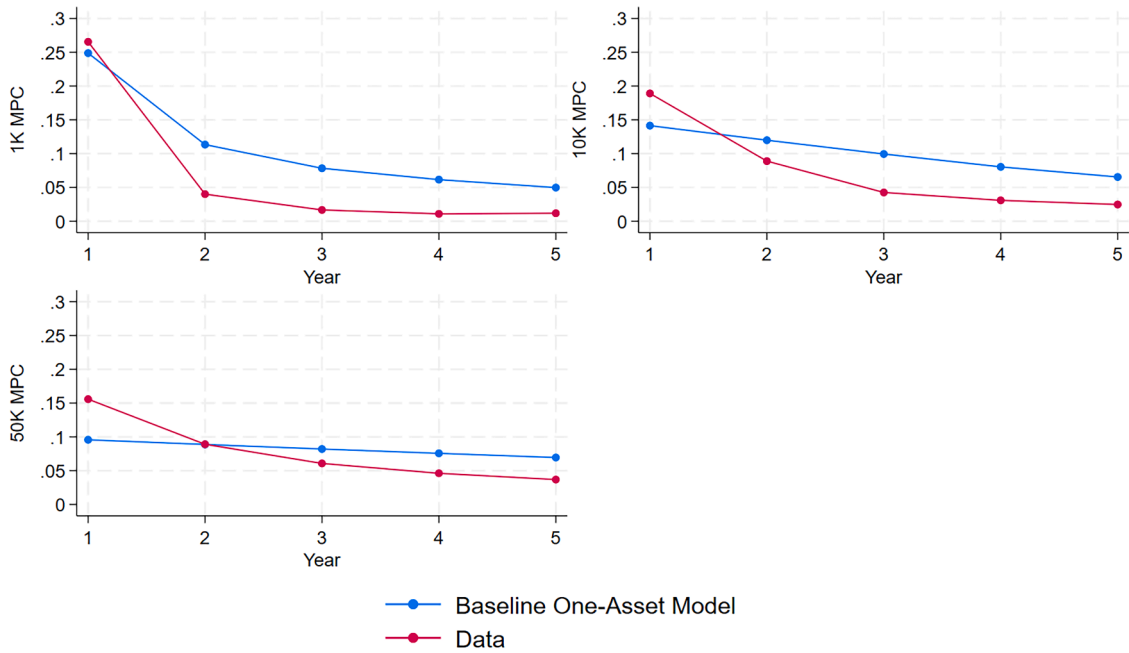 .3
.25
.2
.15
.1
.05
0
1K MPC
1 2 3 4 5
Year
.3
.25
.2
.15
.1
.05
0
10K MPC
1 2 3 4 5
Year
.3
.25
.2
.15
.1
.05
0
50K MPC
1 2 3 4 5
Year
Baseline One-Asset Model
Data